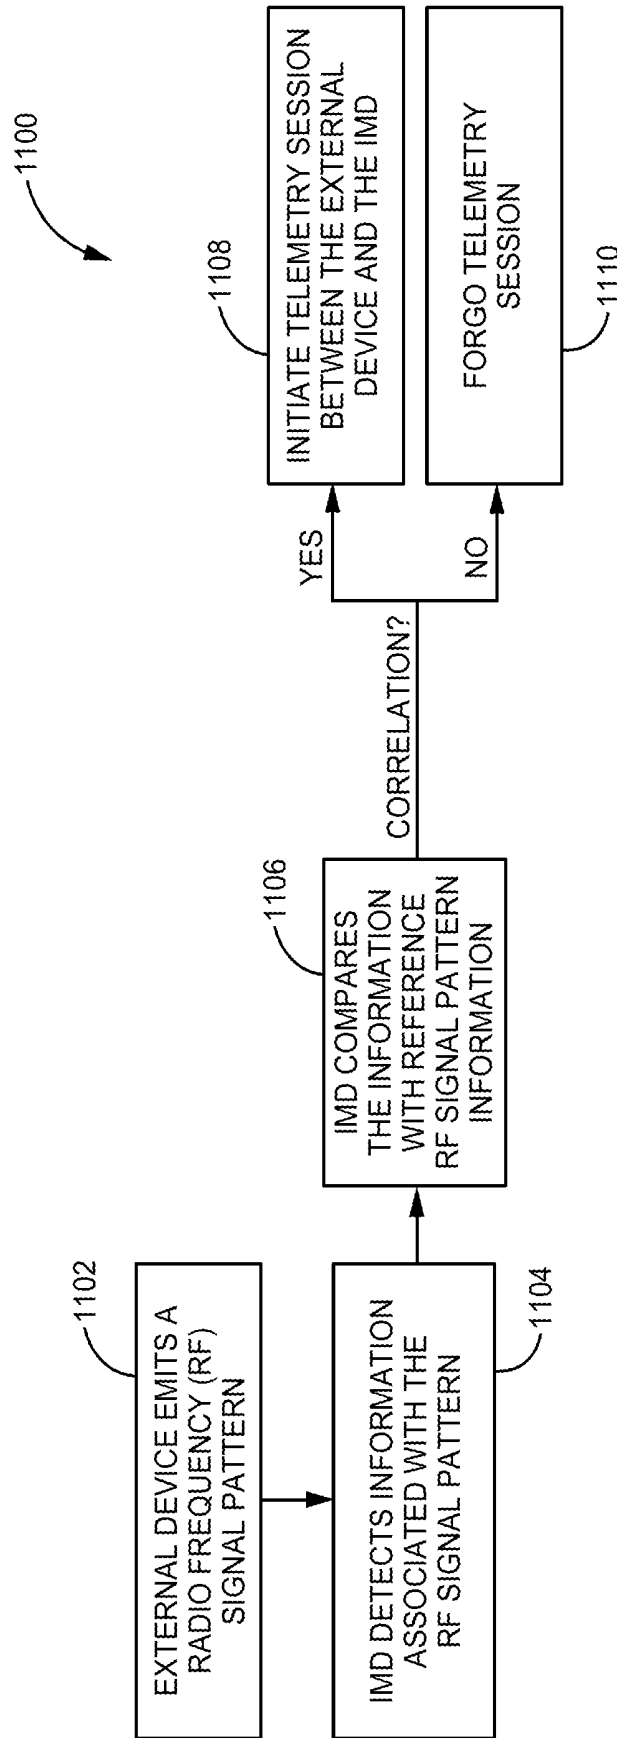 1100
1102
EXTERNAL DEVICE EMITS A
RADIO FREQUENCY (RF)
SIGNAL PATTERN
IMD DETECTS INFORMATION
ASSOCIATED WITH THE
RF SIGNAL PATTERN
1104
1106
IMD COMPARES
THE INFORMATION
WITH REFERENCE
RF SIGNAL PATTERN
INFORMATION
CORRELATION?
YES
NO
1108
INITIATE TELEMETRY SESSION
BETWEEN THE EXTERNAL
DEVICE AND THE IMD
FORGO TELEMETRY
SESSION
1110